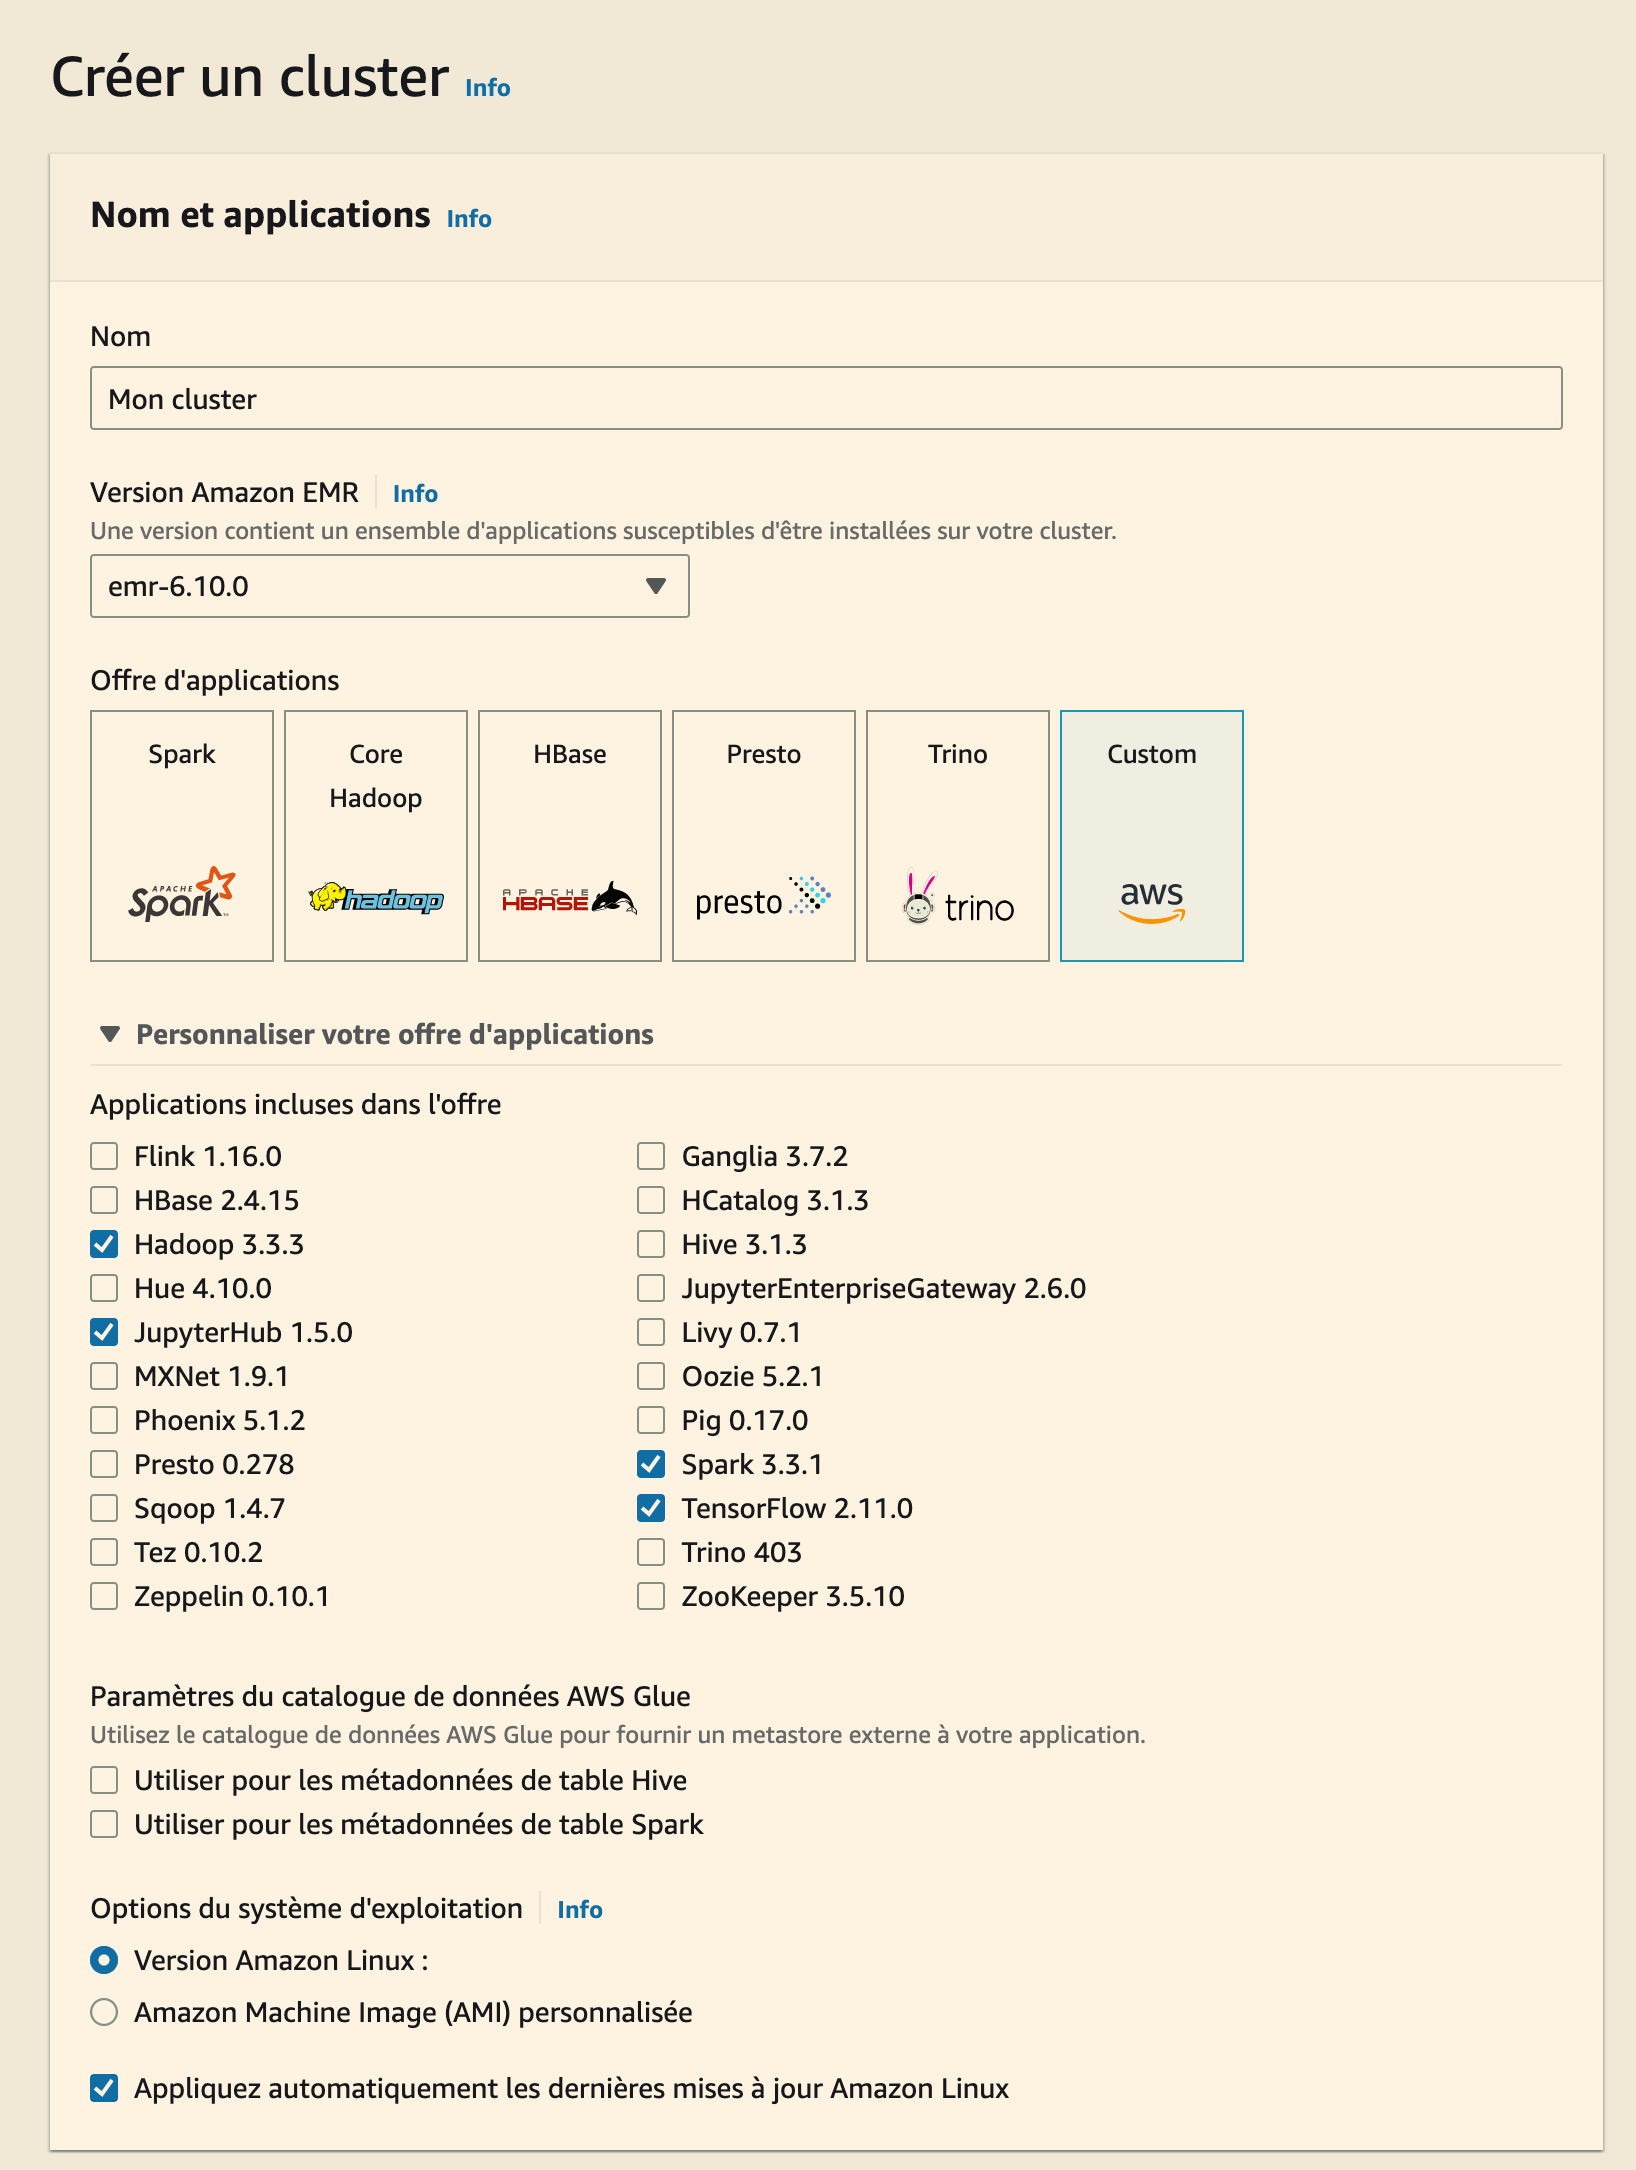 Créer un cluster Info
Nom et applications Info
Nom
Mon cluster
Version Amazon EMR Info
Une version contient un ensemble d'applications susceptibles d'être installées sur votre cluster.
emr-6.10.0
Offre d'applications
Spark
APACHE
Spark
Core
Hadoop
hadoop
HBase
APACHE
HBASE
Presto
presto
Trino
trino
Custom
aws
Personnaliser votre offre d'applications
Applications incluses dans l'offre
Flink 1.16.0
Ganglia 3.7.2
HBase 2.4.15
HCatalog 3.1.3
Hadoop 3.3.3
Hive 3.1.3
Hue 4.10.0
JupyterEnterpriseGateway 2.6.0
JupyterHub 1.5.0
Livy 0.7.1
MXNet 1.9.1
Oozie 5.2.1
Phoenix 5.1.2
Pig 0.17.0
Presto 0.278
Spark 3.3.1
Sqoop 1.4.7
TensorFlow 2.11.0
Tez 0.10.2
Trino 403
Zeppelin 0.10.1
ZooKeeper 3.5.10
Paramètres du catalogue de données AWS Glue
Utilisez le catalogue de données AWS Glue pour fournir un metastore externe à votre application.
Utiliser pour les métadonnées de table Hive
Utiliser pour les métadonnées de table Spark
Options du système d'exploitation Info
Version Amazon Linux :
Amazon Machine Image (AMI) personnalisée
Appliquez automatiquement les dernières mises à jour Amazon Linux